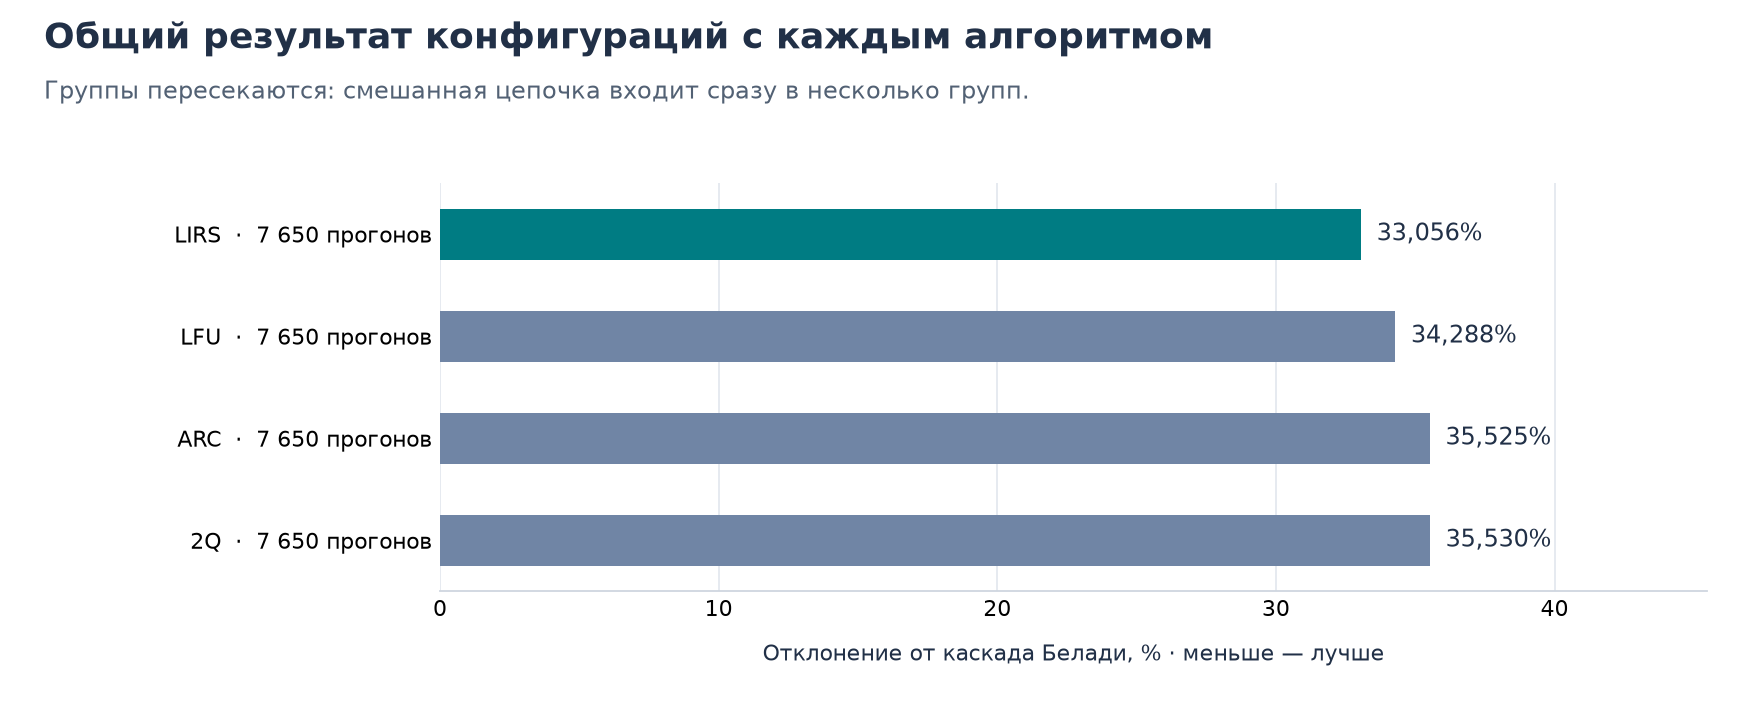 Общий результат конфигураций с каждым алгоритмом
Группы пересекаются: смешанная цепочка входит сразу в несколько групп.
LIRS · 7 650 прогонов 33,056%
LFU · 7 650 прогонов 34,288%
ARC · 7 650 прогонов 35,525%
2Q · 7 650 прогонов 35,530%
0 10 20 30 40
Отклонение от каскада Белади, % · меньше — лучше